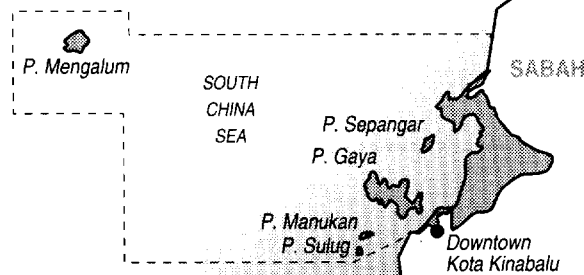 P. Mengalum
SABAH
SOUTH
CHINA
SEA
P. Sepangar
P. Gaya
P. Manukan
P. Sulug
Downtown
Kota Kinabalu